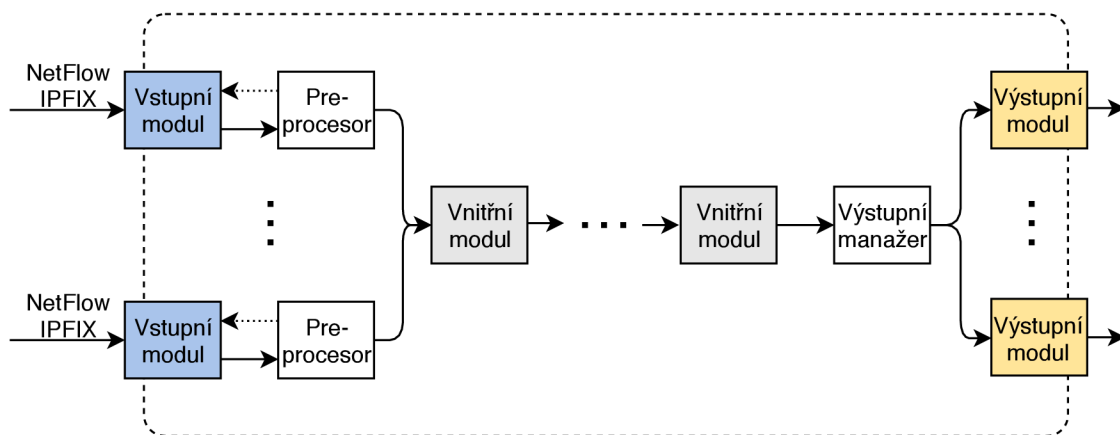 NetFlow
IPFIX
Vstupní
modul
Pre-
procesor
Výstupní
modul
Vnitřní
modul
Vnitřní
modul
Výstupní
manažer
NetFlow
IPFIX
Vstupní
modul
Pre-
procesor
Výstupní
modul